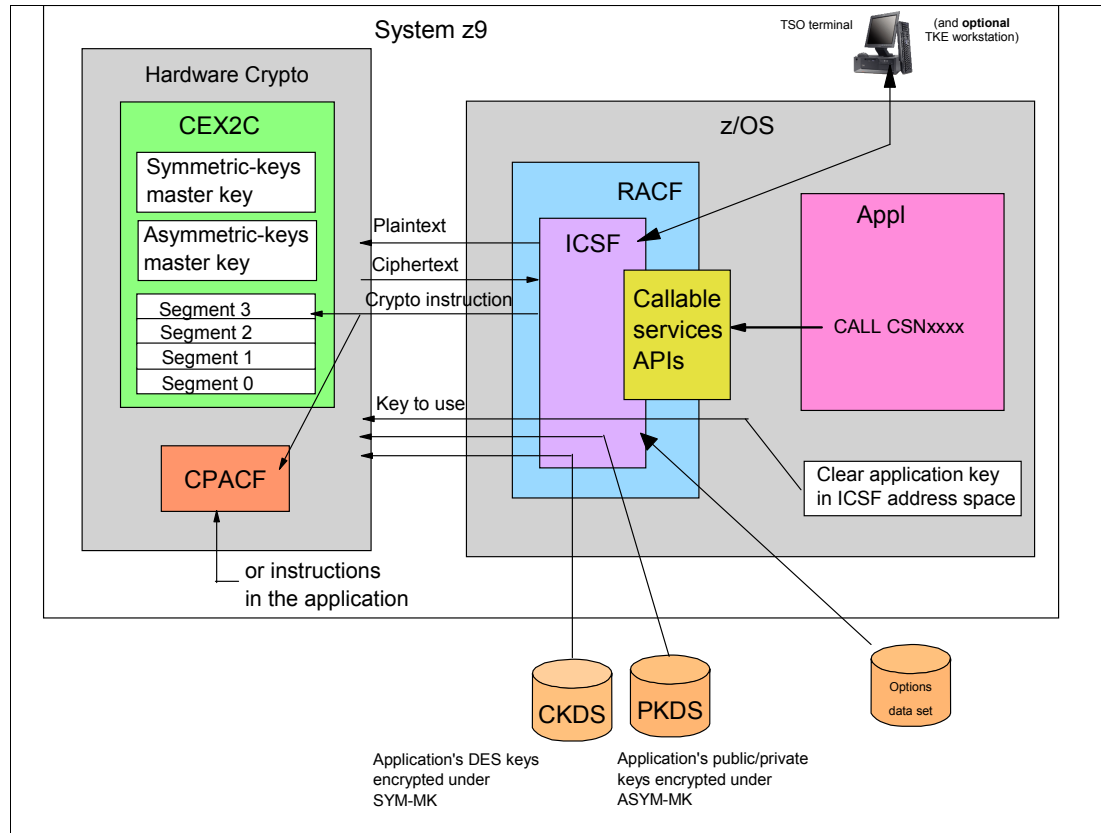 System z9
TSO terminal
(and optional
TKE workstation)
Hardware Crypto
CEX2C
Symmetric-keys
master key
Asymmetric-keys
master key
Segment 3
Segment 2
Segment 1
Segment 0
CPACF
or instructions
in the application
Plaintext
Ciphertext
Crypto instruction
Key to use
z/OS
RACF
ICSF
Callable
services
APIs
Appl
CALL CSNxxxx
Clear application key
in ICSF address space
CKDS
PKDS
Options
data set
Application's DES keys
encrypted under
SYM-MK
Application's public/private
keys encrypted under
ASYM-MK